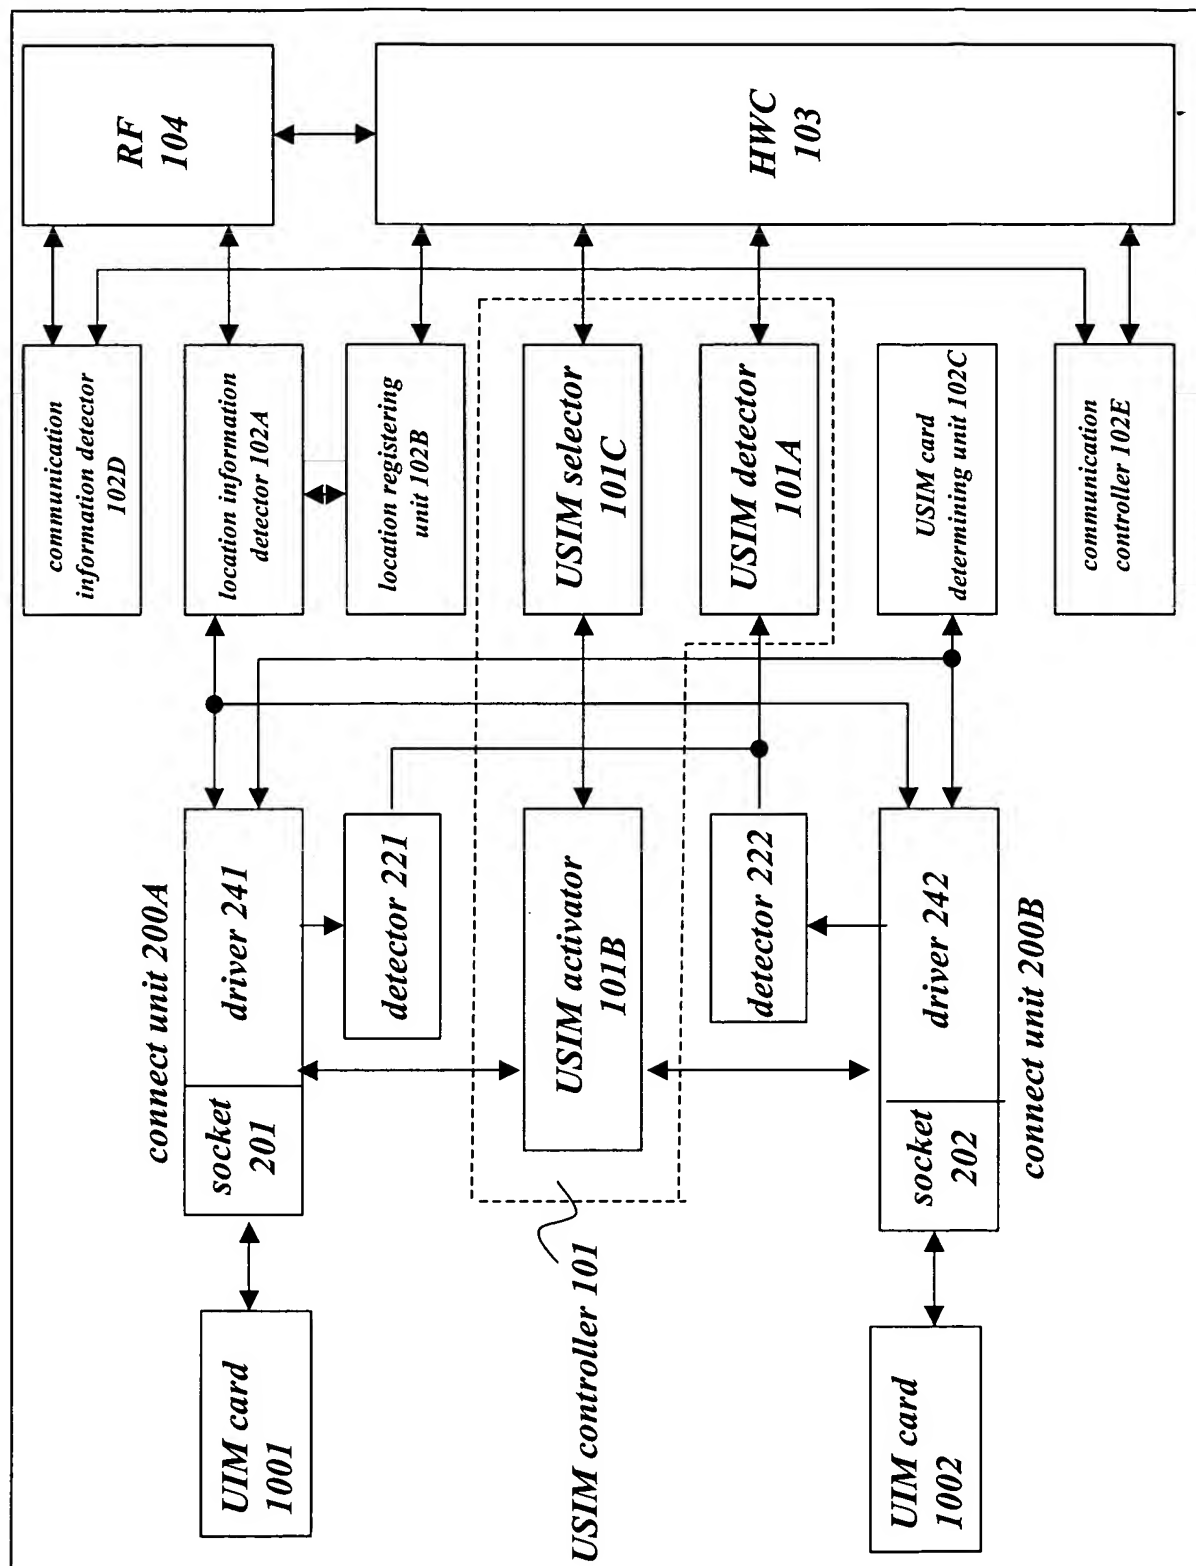 RF
104
HWC
103
communication
information detector
102D
location information
detector 102A
location registering
unit 102B
USIM selector
101C
USIM detector
101A
USIM card
determining unit 102C
communication
controller 102E
connect unit 200A
driver 241
socket
201
detector 221
USIM activator
101B
detector 222
driver 242
socket
202
connect unit 200B
UIM card
1001
USIM controller 101
UIM card
1002